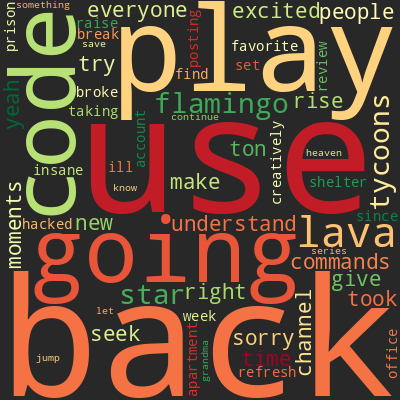 something
prison
raise
everyone
excited
people
code
play
posting
break
save
favorite
review
try
find
set
broke
yeah
taking
flamingo
rise
tycoons
continue
account
use
ton
creatively
heaven
insane
ill
make
shelter
know
moments
hacked
new
understand
since
lava
going
series
commands
star
right
give
took
let
week
channel
seek
apartment
grandma
sorry
office
time
jump
refresh
back